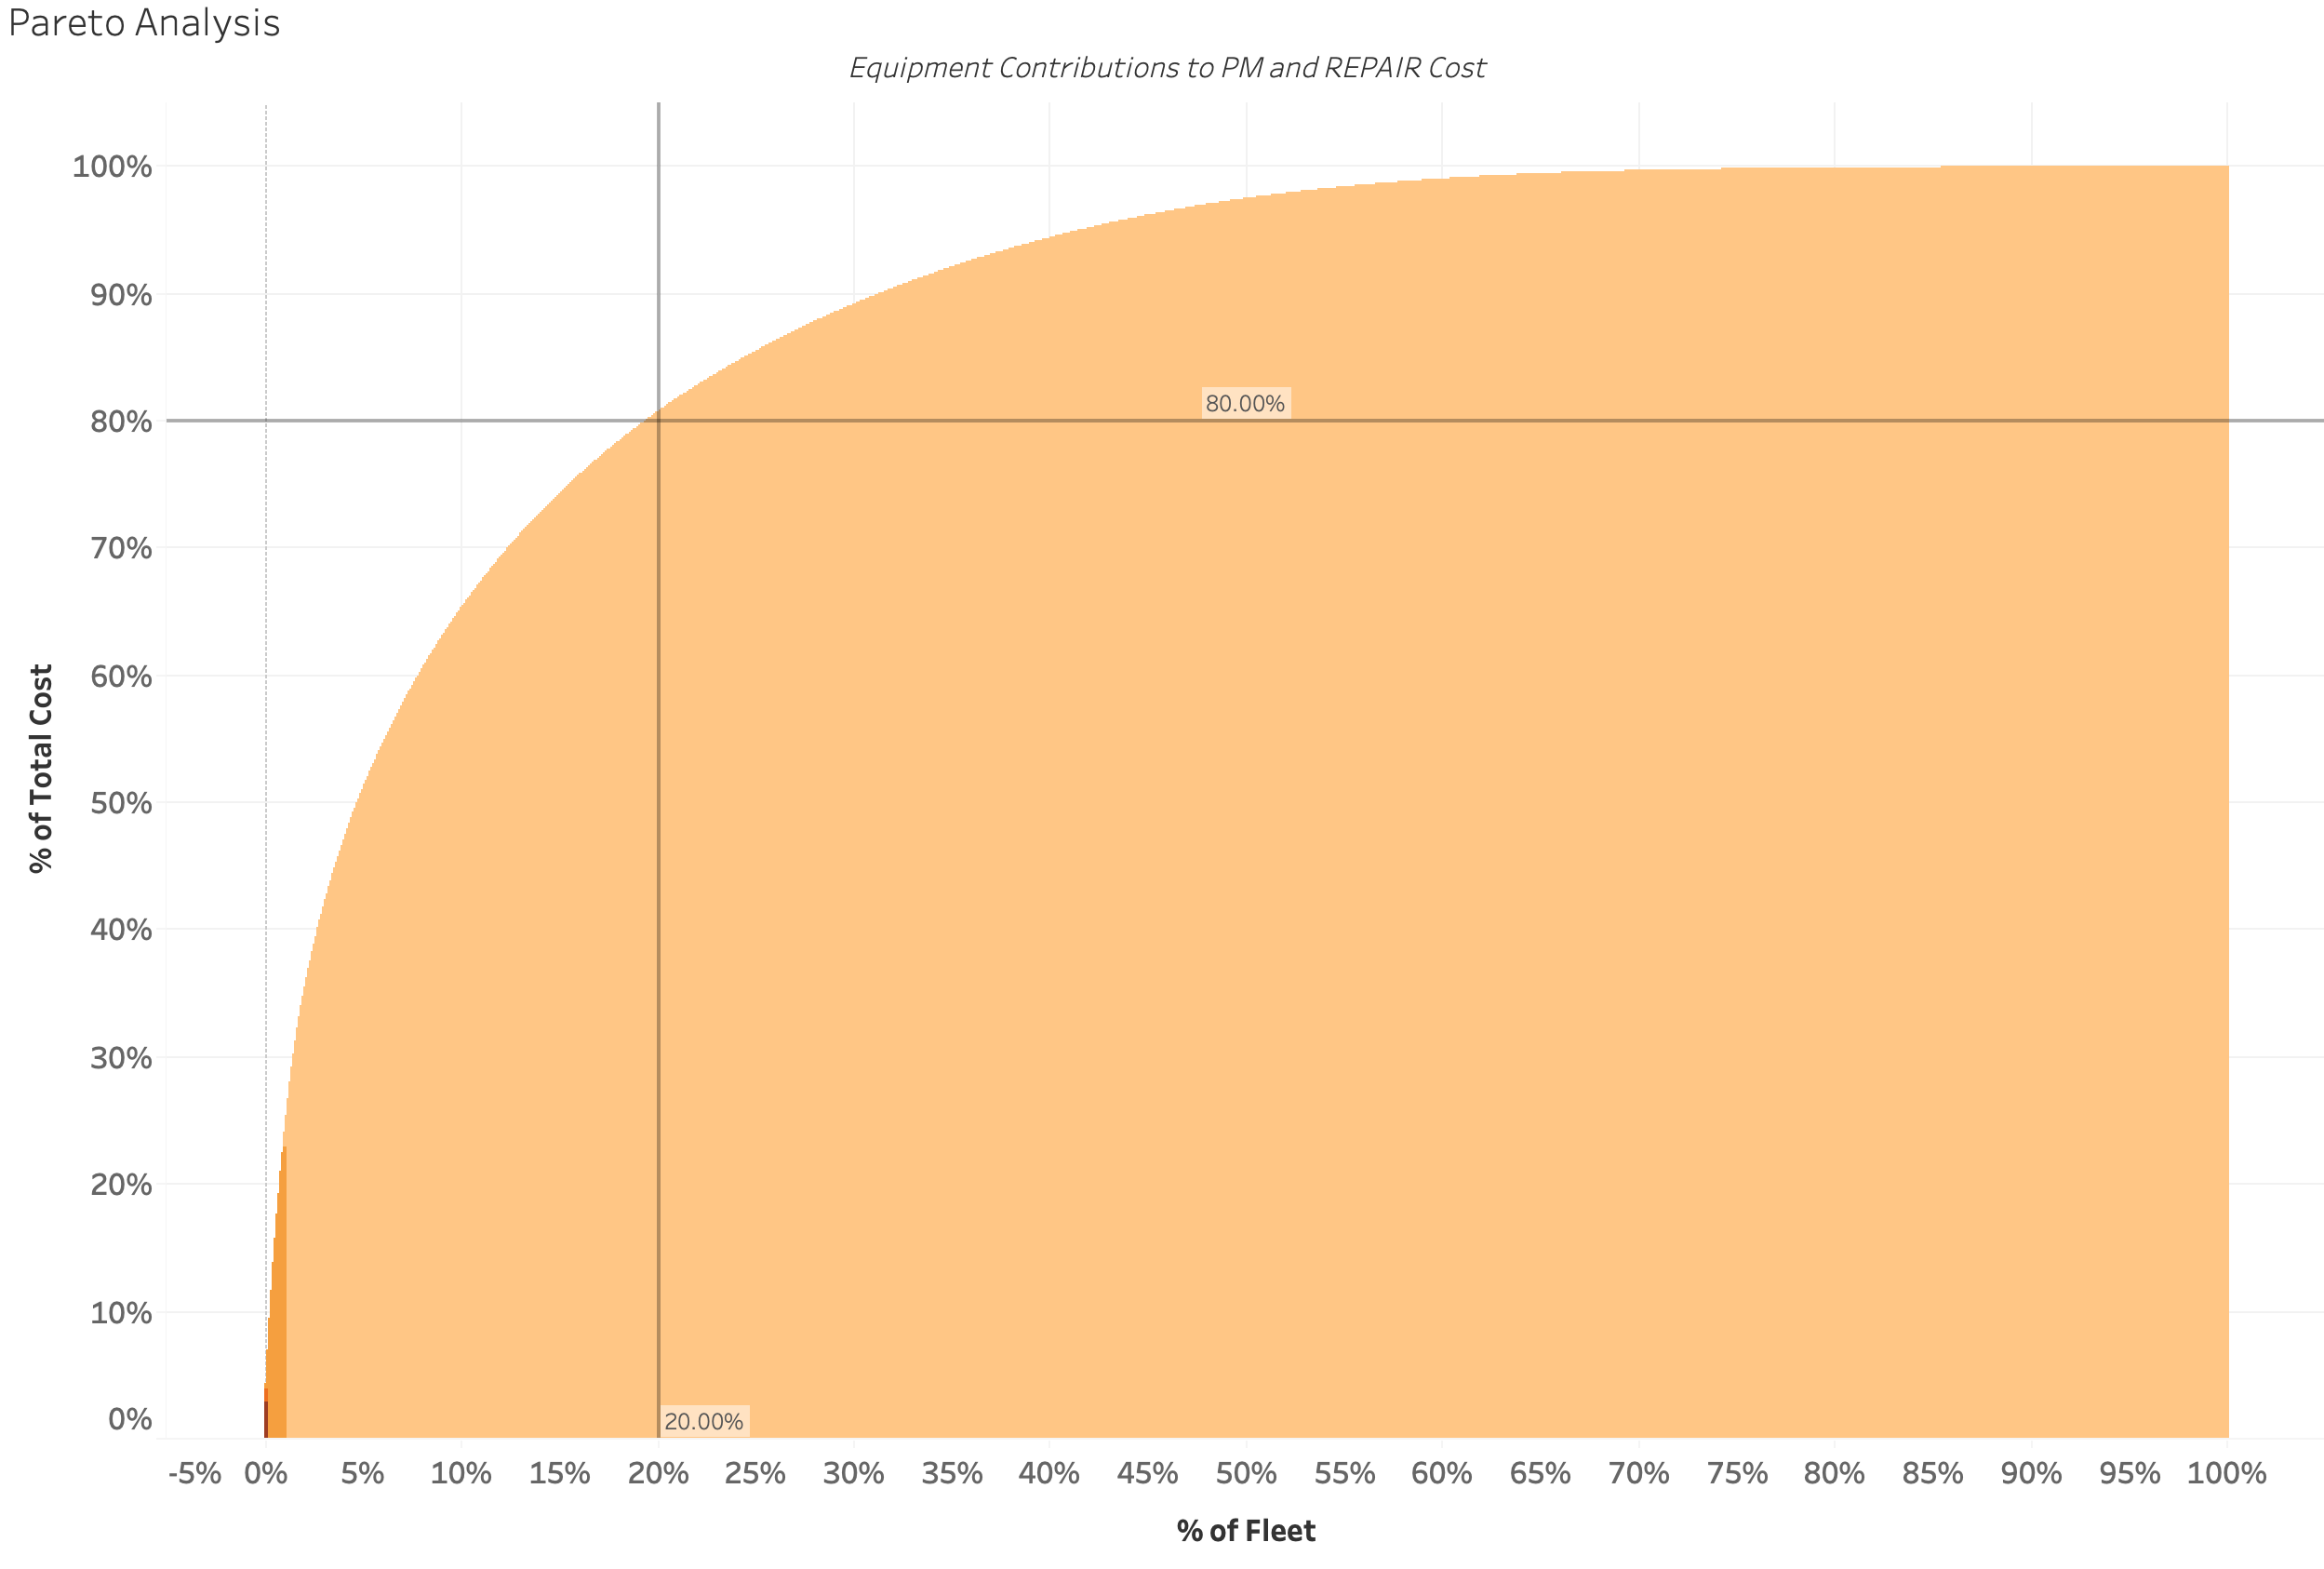 Pareto Analysis
Equipment Contributions to PM and REPAIR Cost
100%
90%
80%
70%
60%
50%
40%
30%
20%
10%
0%
% of Total Cost
80.00%
20.00%
-5% 0% 5% 10% 15% 20% 25% 30% 35% 40% 45% 50% 55% 60% 65% 70% 75% 80% 85% 90% 95% 100%
% of Fleet